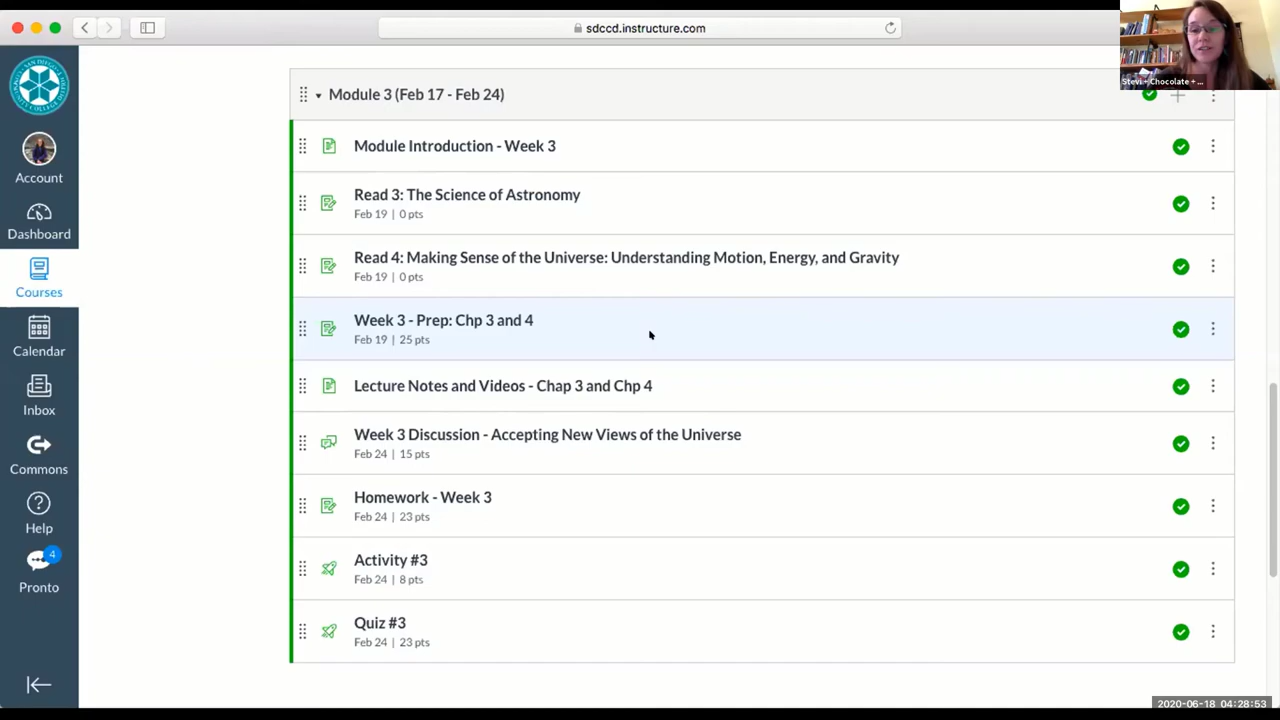 sdccd.instructure.com
Stevi + Chocolate + ...
Account
Dashboard
Courses
Calendar
Inbox
Commons
Help
4
Pronto
Module 3 (Feb 17 - Feb 24)
Module Introduction - Week 3
Read 3: The Science of Astronomy
Feb 19 | 0 pts
Read 4: Making Sense of the Universe: Understanding Motion, Energy, and Gravity
Feb 19 | 0 pts
Week 3 - Prep: Chp 3 and 4
Feb 19 | 25 pts
Lecture Notes and Videos - Chap 3 and Chp 4
Week 3 Discussion - Accepting New Views of the Universe
Feb 24 | 15 pts
Homework - Week 3
Feb 24 | 23 pts
Activity #3
Feb 24 | 8 pts
Quiz #3
Feb 24 | 23 pts
2020-06-18 04:28:53